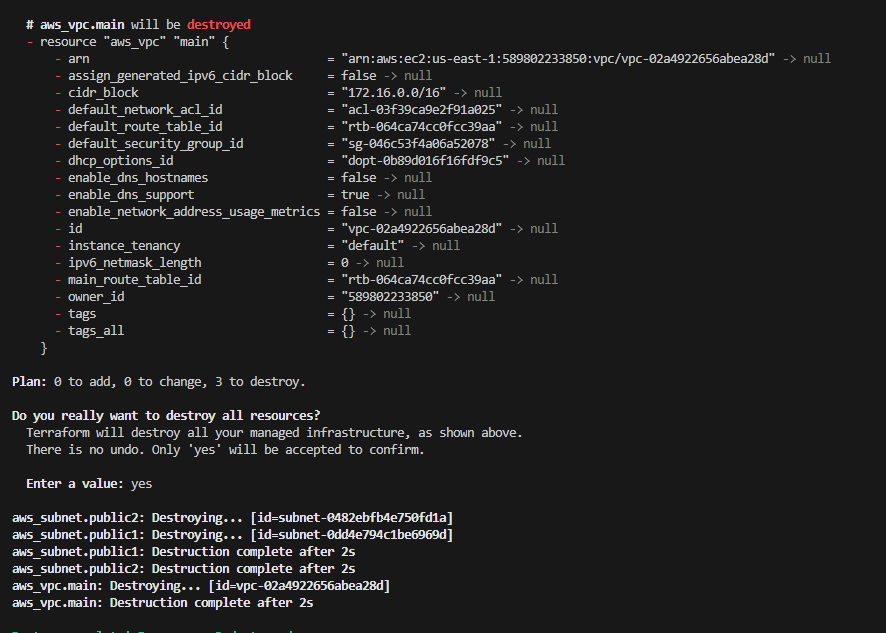 # aws_vpc.main will be destroyed
- resource "aws_vpc" "main" {
- arn = "arn:aws:ec2:us-east-1:589802233850:vpc/vpc-02a4922656abea28d" -> null
- assign_generated_ipv6_cidr_block = false -> null
- cidr_block = "172.16.0.0/16" -> null
- default_network_acl_id = "acl-03f39ca9e2f91a025" -> null
- default_route_table_id = "rtb-064ca74cc0fcc39aa" -> null
- default_security_group_id = "sg-046c53f4a06a52078" -> null
- dhcp_options_id = "dopt-0b89d016f16fdf9c5" -> null
- enable_dns_hostnames = false -> null
- enable_dns_support = true -> null
- enable_network_address_usage_metrics = false -> null
- id = "vpc-02a4922656abea28d" -> null
- instance_tenancy = "default" -> null
- ipv6_netmask_length = 0 -> null
- main_route_table_id = "rtb-064ca74cc0fcc39aa" -> null
- owner_id = "589802233850" -> null
- tags = {} -> null
- tags_all = {} -> null
}
Plan: 0 to add, 0 to change, 3 to destroy.
Do you really want to destroy all resources?
Terraform will destroy all your managed infrastructure, as shown above.
There is no undo. Only 'yes' will be accepted to confirm.
Enter a value: yes
aws_subnet.public2: Destroying... [id=subnet-0482ebfb4e750fd1a]
aws_subnet.public1: Destroying... [id=subnet-0dd4e794c1be6969d]
aws_subnet.public1: Destruction complete after 2s
aws_subnet.public2: Destruction complete after 2s
aws_vpc.main: Destroying... [id=vpc-02a4922656abea28d]
aws_vpc.main: Destruction complete after 2s